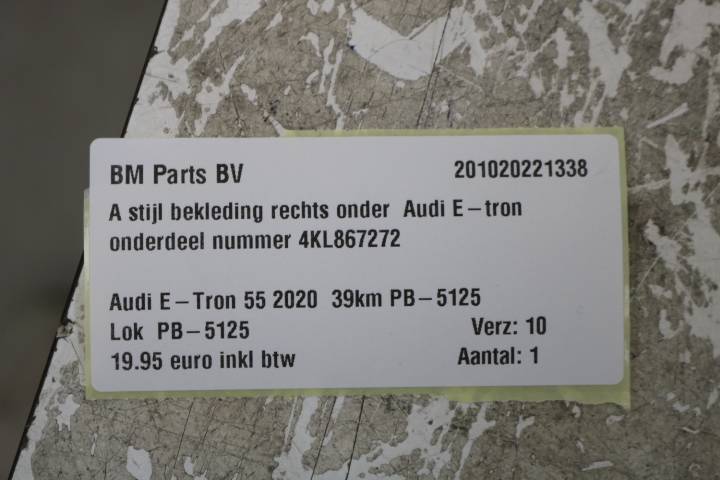 BM Parts BV 201020221338
A stijl bekleding rechts onder Audi E-tron
onderdeel nummer 4KL867272
Audi E-Tron 55 2020 39km PB-5125
Lok PB-5125 Verz: 10
19.95 euro inkl btw Aantal: 1